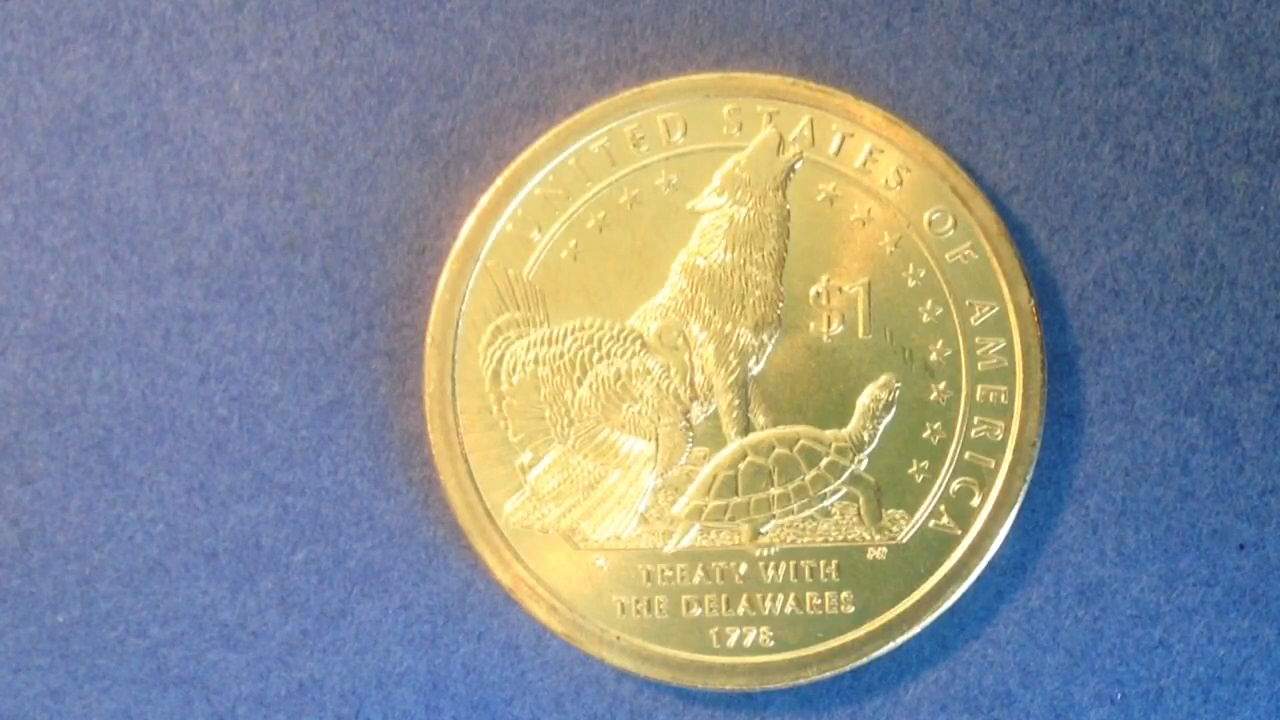 UNITED STATES OF AMERICA
$1
TREATY WITH
THE DELAWARES
1778